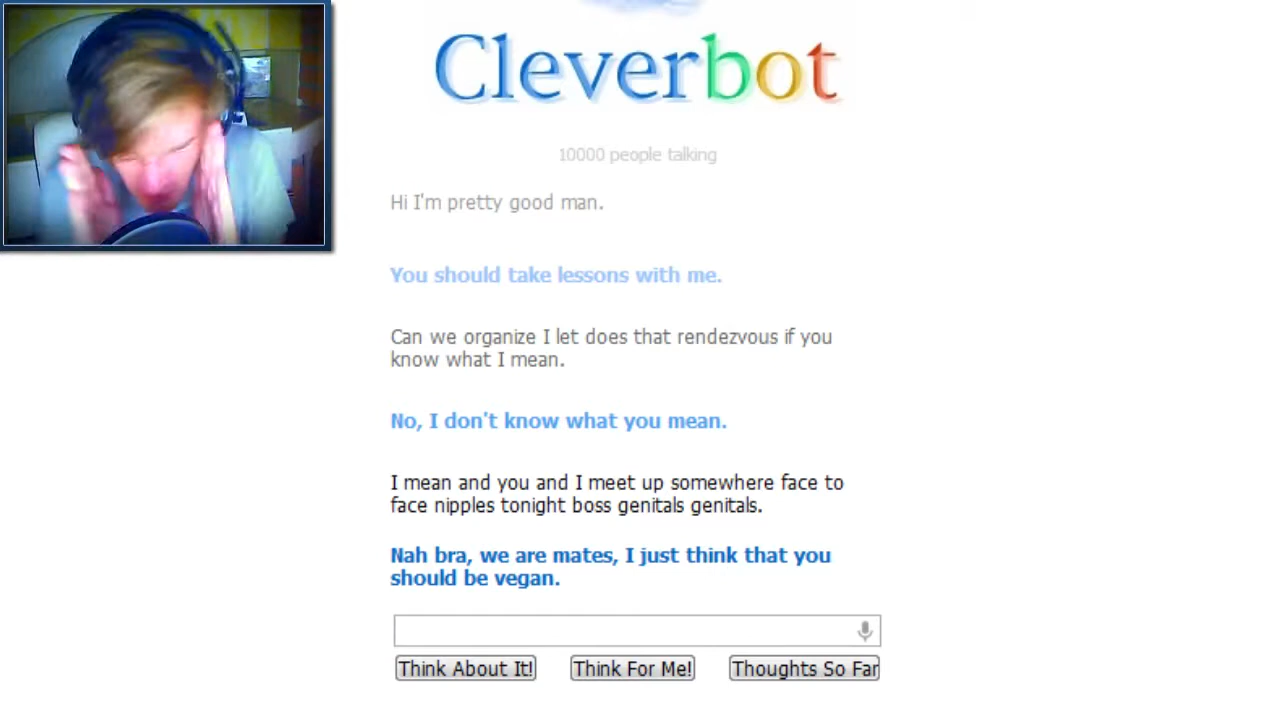 Cleverbot
10000 people talking
Hi I'm pretty good man.
You should take lessons with me.
Can we organize I let does that rendezvous if you
know what I mean.
No, I don't know what you mean.
I mean and you and I meet up somewhere face to
face nipples tonight boss genitals genitals.
Nah bra, we are mates, I just think that you
should be vegan.
Think About It!
Think For Me!
Thoughts So Far